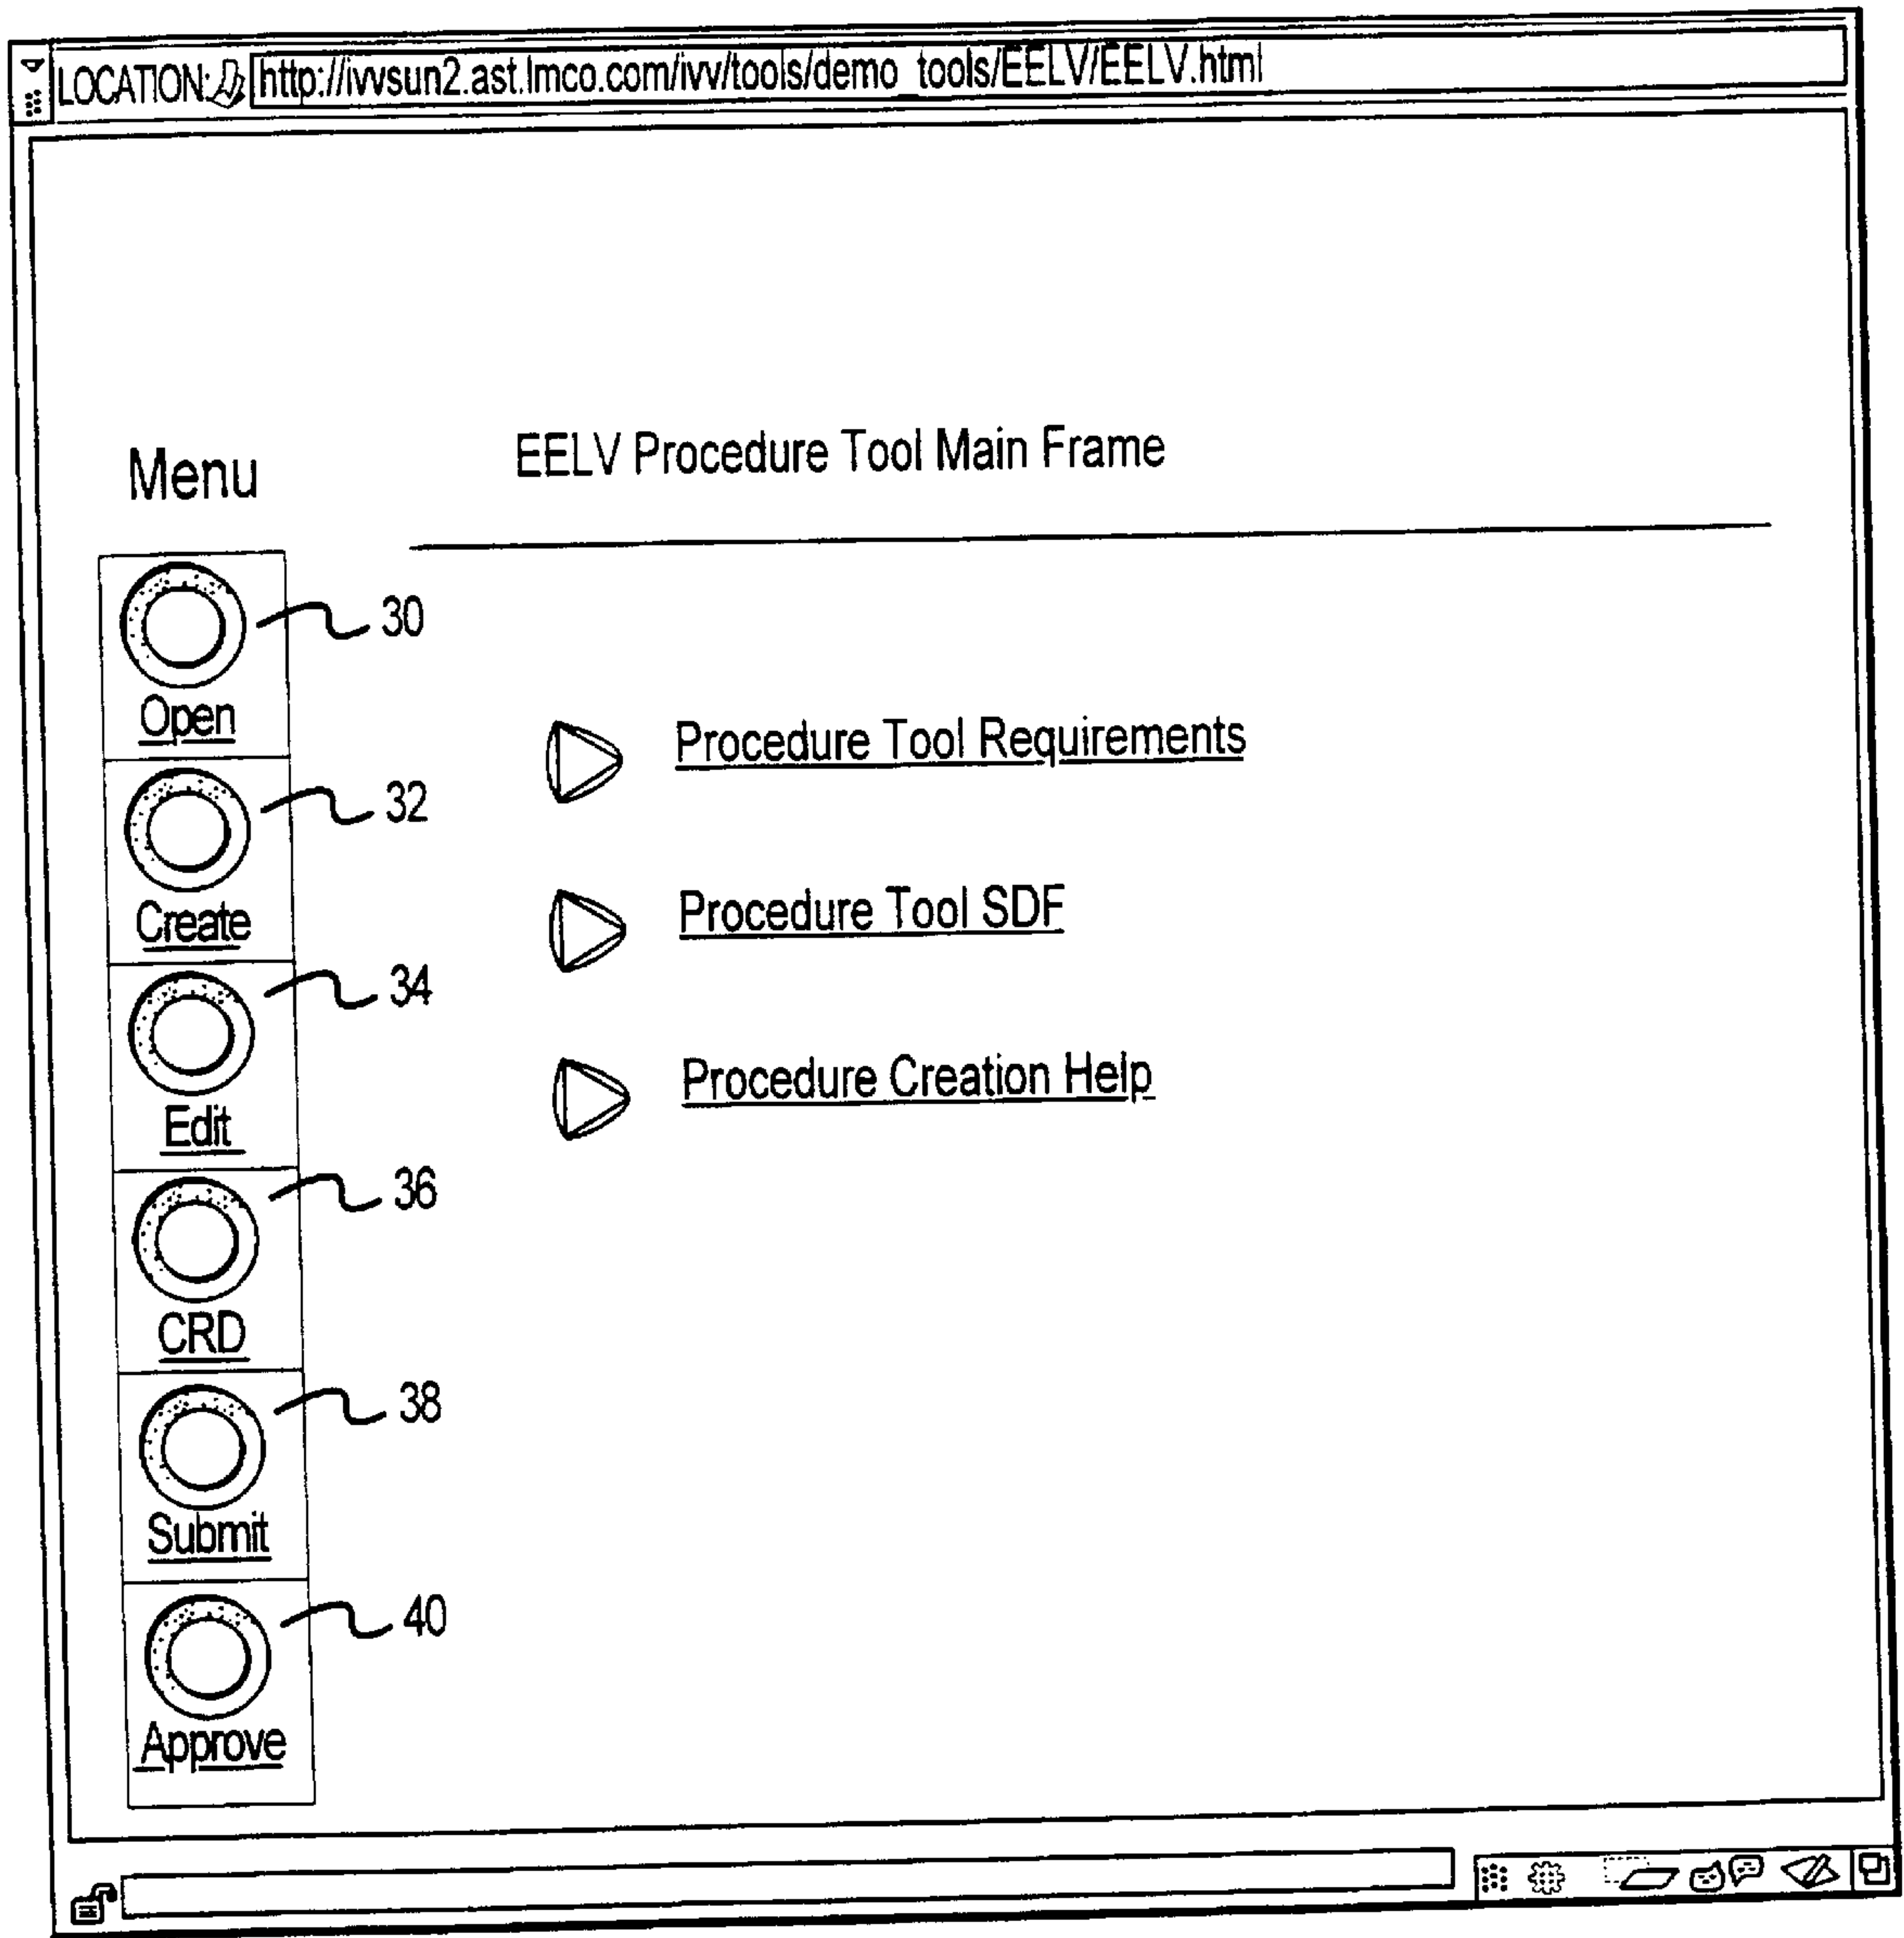 LOCATION: http://ivvsun2.ast.lmco.com/ivv/tools/demo_tools/EELV/EELV.html
Menu
EELV Procedure Tool Main Frame
30
Open
32
Create
34
Edit
36
CRD
38
Submit
40
Approve
Procedure Tool Requirements
Procedure Tool SDF
Procedure Creation Help